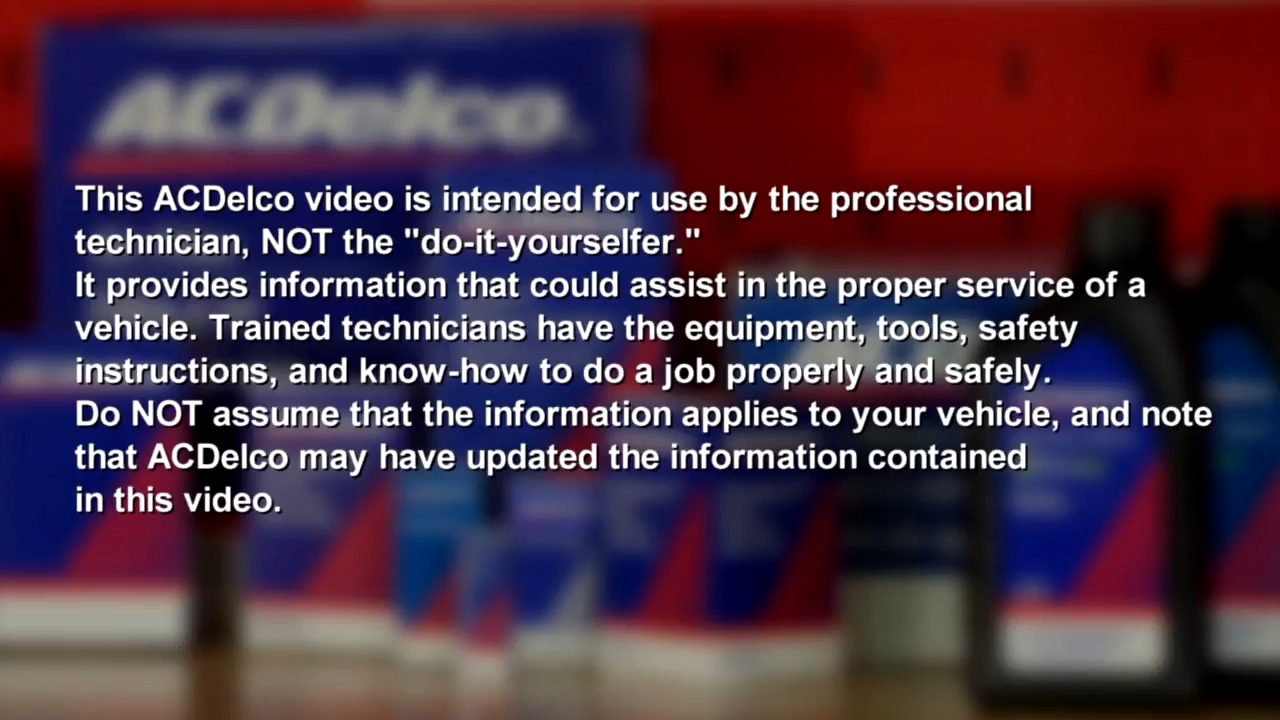 ACDelco
This ACDelco video is intended for use by the professional
technician, NOT the "do-it-yourselfer."
It provides information that could assist in the proper service of a
vehicle. Trained technicians have the equipment, tools, safety
instructions, and know-how to do a job properly and safely.
Do NOT assume that the information applies to your vehicle, and note
that ACDelco may have updated the information contained
in this video.